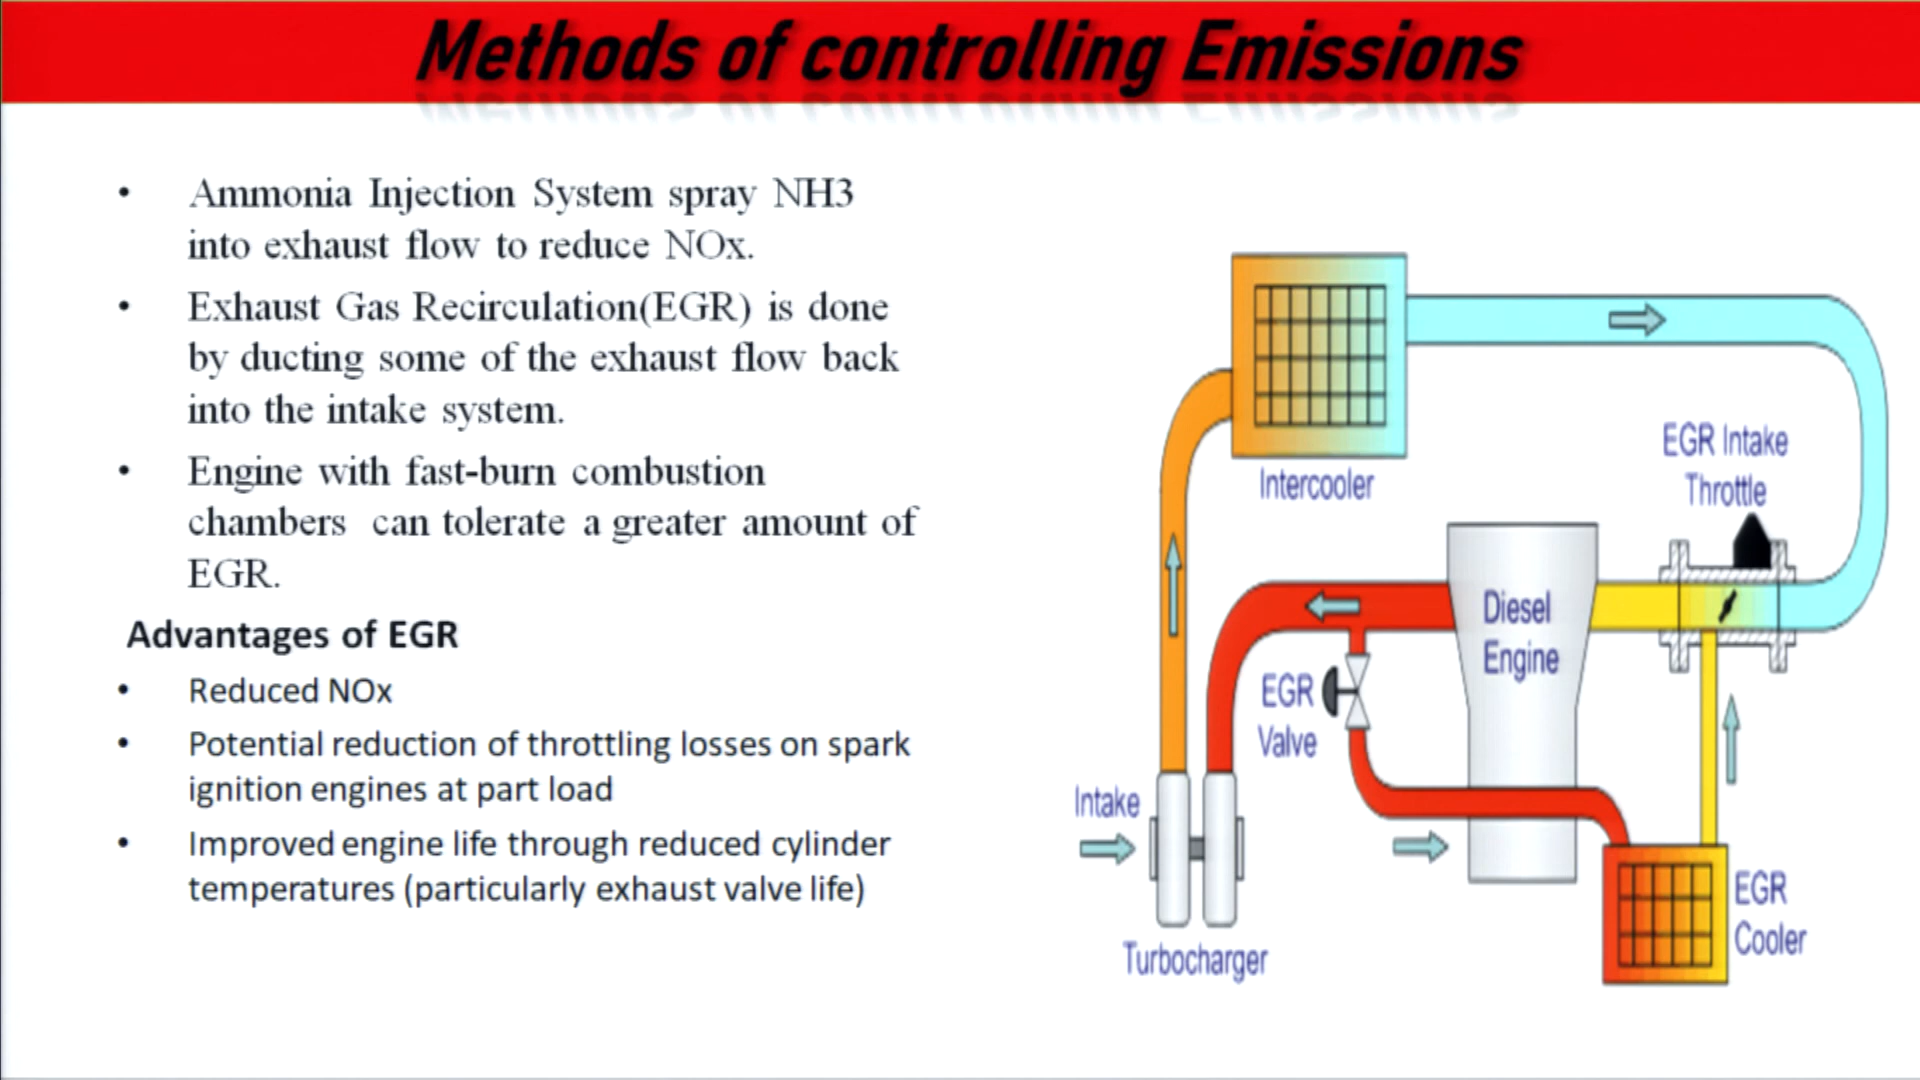 Methods of controlling Emissions
• Ammonia Injection System spray NH3
into exhaust flow to reduce NOx.
• Exhaust Gas Recirculation(EGR) is done
by ducting some of the exhaust flow back
into the intake system.
• Engine with fast-burn combustion
chambers can tolerate a greater amount of
EGR.
Advantages of EGR
• Reduced NOx
• Potential reduction of throttling losses on spark
ignition engines at part load
• Improved engine life through reduced cylinder
temperatures (particularly exhaust valve life)
Intercooler
EGR Intake
Throttle
Diesel
Engine
EGR
Valve
Intake
EGR
Cooler
Turbocharger